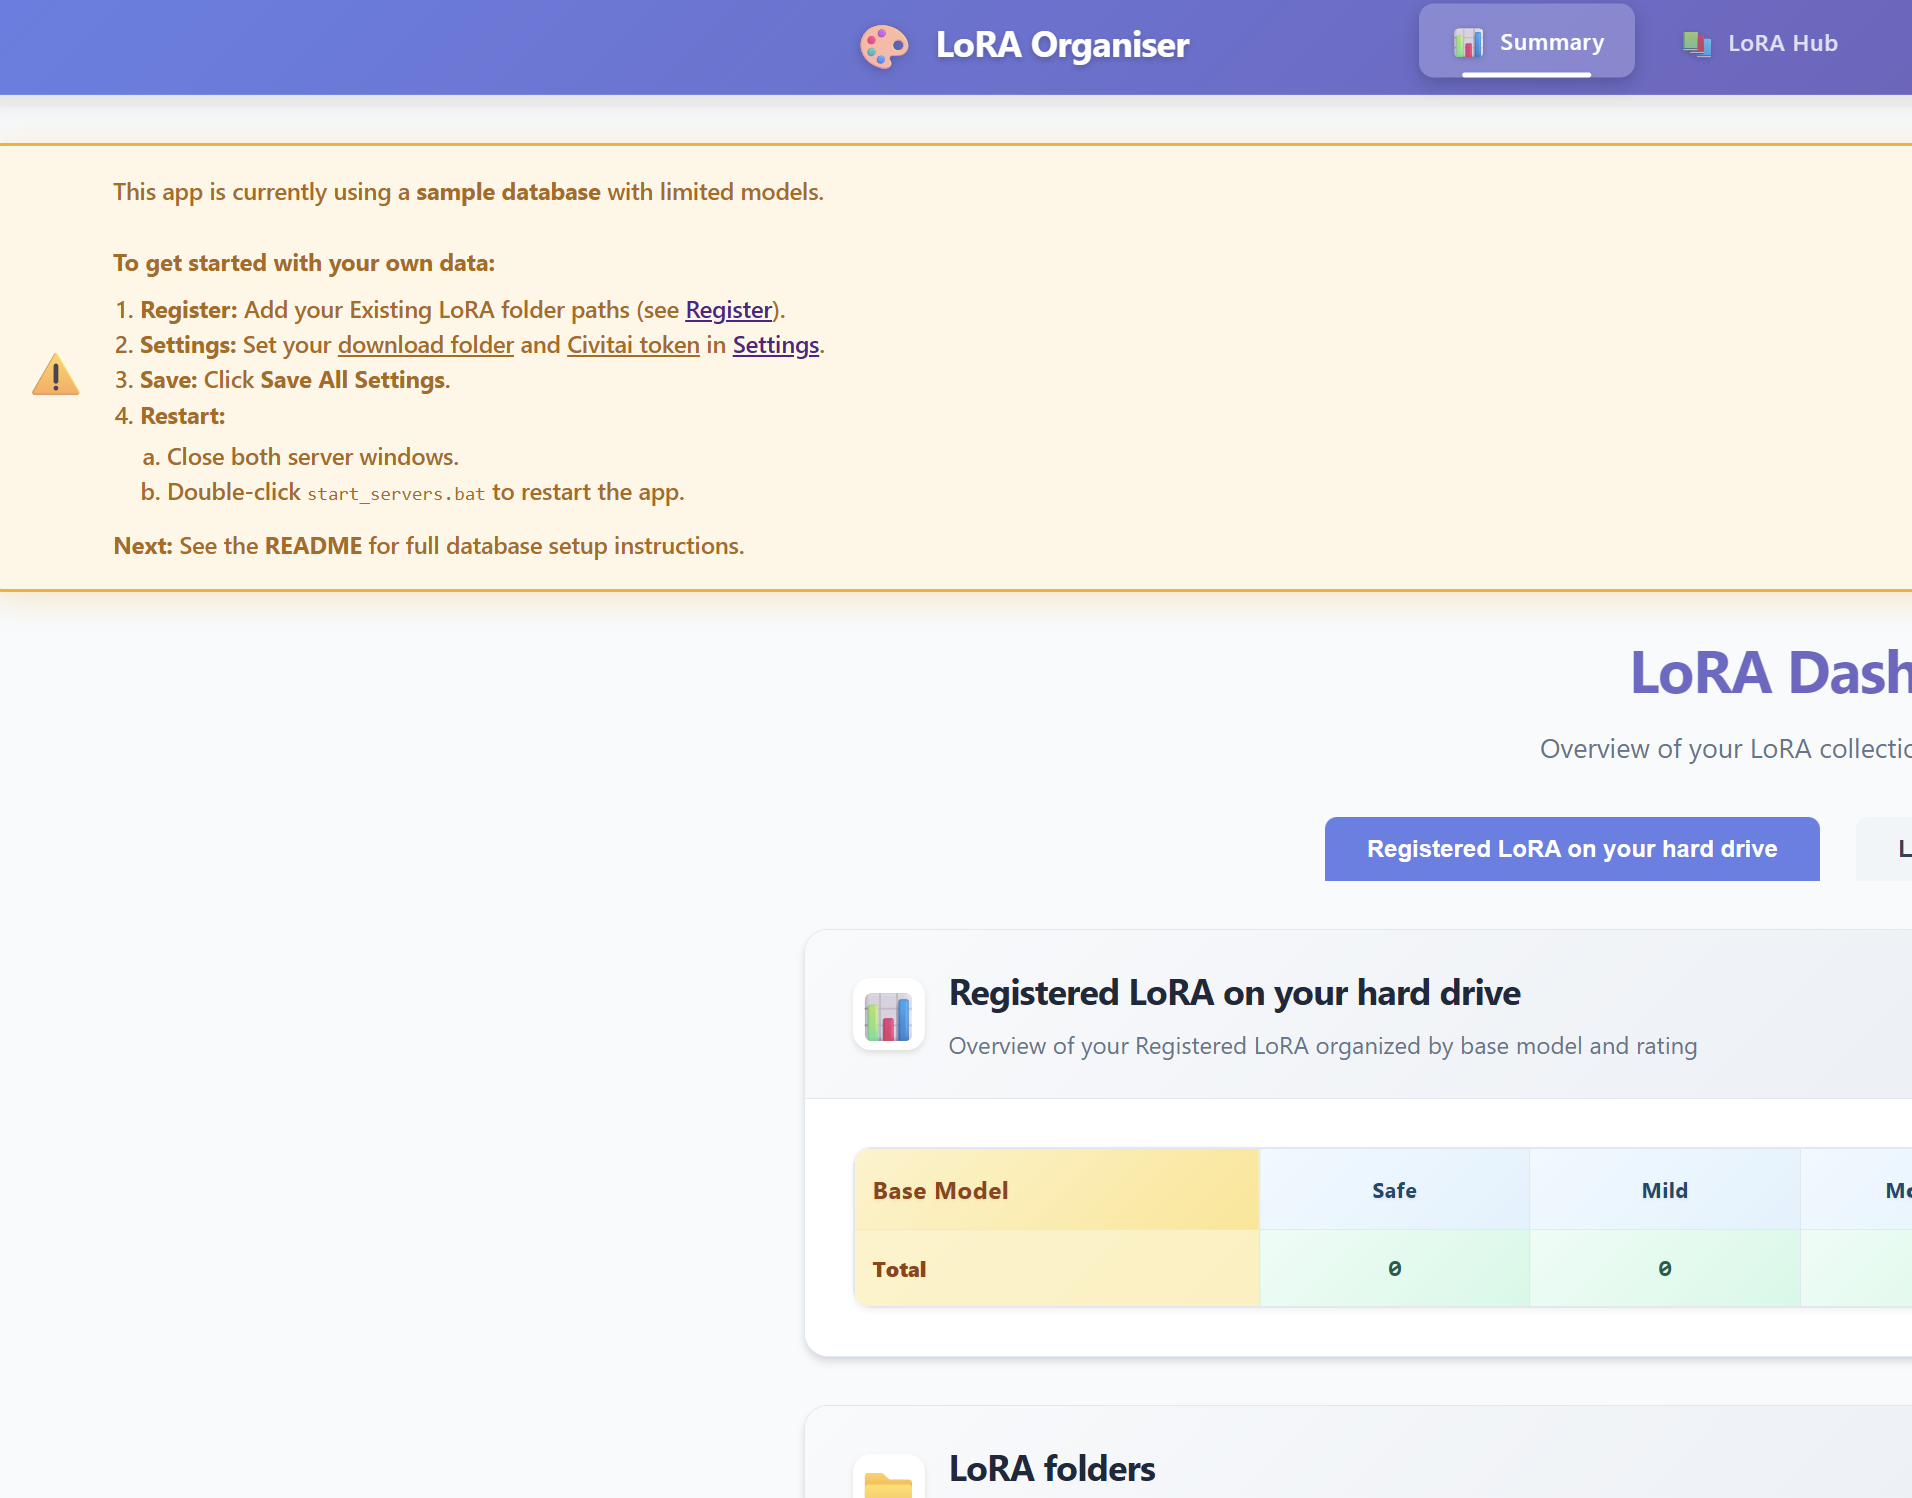 LoRA Organiser
Summary
LoRA Hub
This app is currently using a sample database with limited models.
To get started with your own data:
1. Register: Add your Existing LoRA folder paths (see Register).
2. Settings: Set your download folder and Civitai token in Settings.
3. Save: Click Save All Settings.
4. Restart:
a. Close both server windows.
b. Double-click start_servers.bat to restart the app.
Next: See the README for full database setup instructions.
LoRA Dash
Overview of your LoRA collectio
Registered LoRA on your hard drive
L
Registered LoRA on your hard drive
Overview of your Registered LoRA organized by base model and rating
Base Model Safe Mild Mo
Total 0 0
LoRA folders